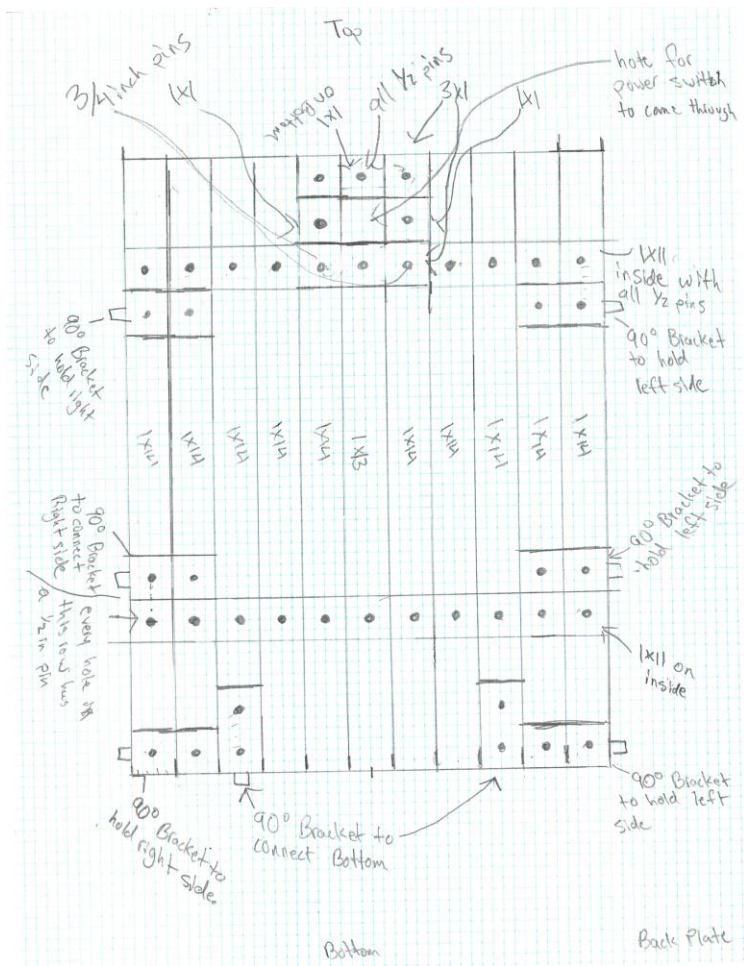 Top
3/4 inch pins
1x1
1x1
on Bottom
all 1/2 pins
3x1
1x1
hole for
power switch
to come through
1x11
inside with
all 1/2 pins
90° Bracket
to hold right
side
90° Bracket
to hold
left side
1x14
1x14
1x14
1x14
1x14
1x13
1x14
1x14
1x14
1x14
1x14
90° Bracket
to connect
Right side
90° Bracket to
hold left side
every hole on
this row has
a 1/2 in pin
1x11 on
inside
90° Bracket to
hold right side.
90° Bracket to
connect Bottom
90° Bracket
to hold left
side
Bottom
Back Plate